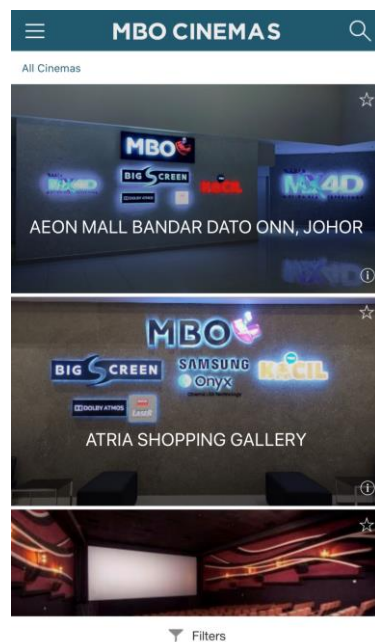 MBO CINEMAS
All Cinemas
MBO
BIG SCREEN
MX4D
KECIL
MX4D
DOLBY ATMOS
AEON MALL BANDAR DATO ONN, JOHOR
MBO
BIG SCREEN
SAMSUNG
Onyx
KECIL
DOLBY ATMOS
ATRIA SHOPPING GALLERY
Filters